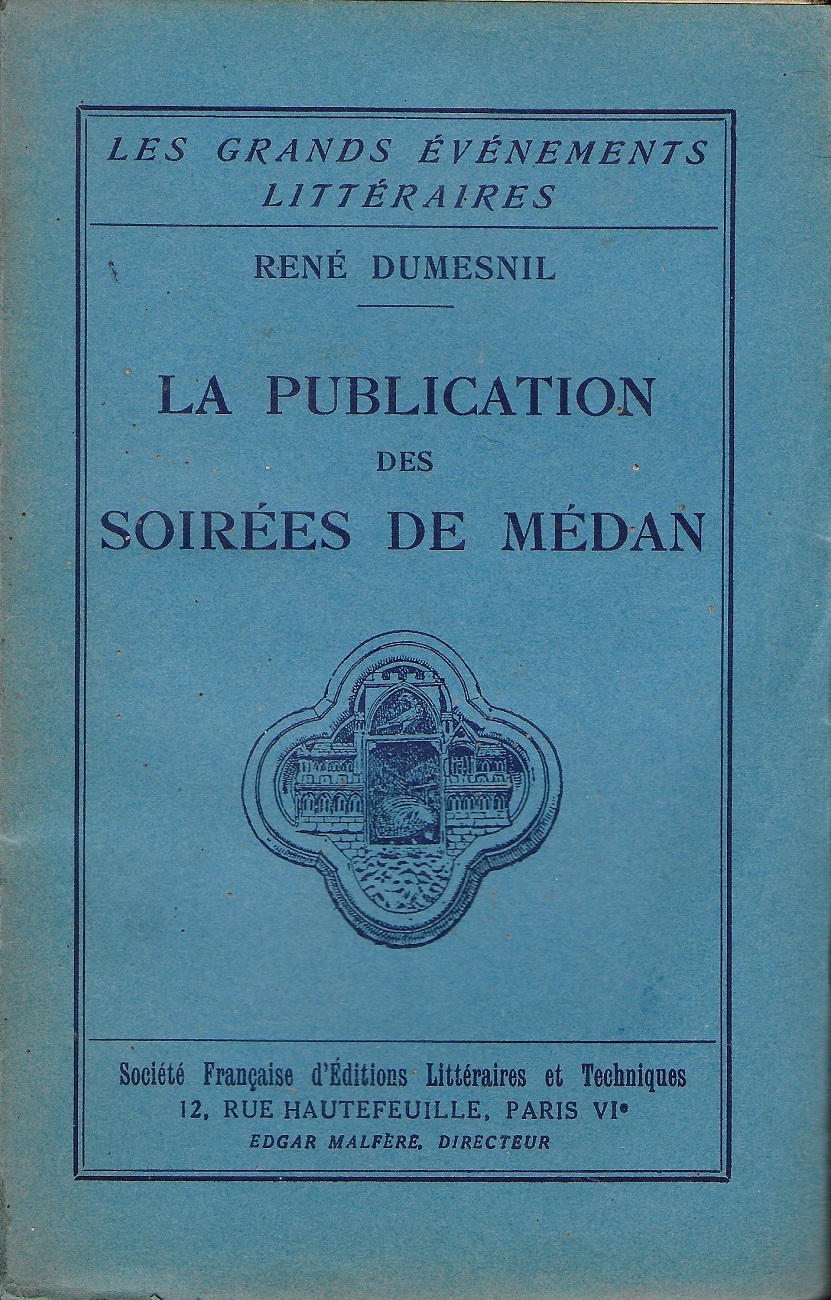 LES GRANDS ÉVÉNEMENTS
LITTÉRAIRES
RENÉ DUMESNIL
LA PUBLICATION
DES
SOIRÉES DE MÉDAN
Société Française d'Éditions Littéraires et Techniques
12, RUE HAUTEFEUILLE, PARIS VIᵉ
EDGAR MALFÈRE, DIRECTEUR